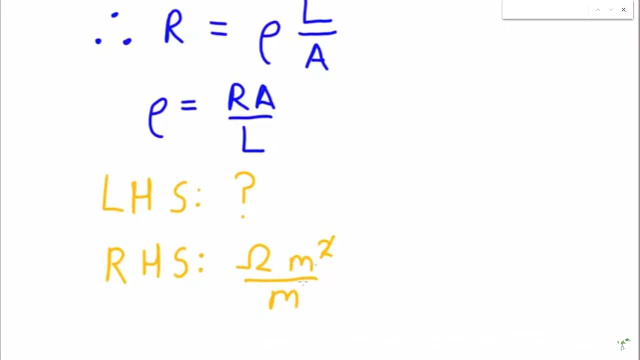 ∴ R = ρ L/A
ρ = RA/L
LHS: ?
RHS: Ω m²/m